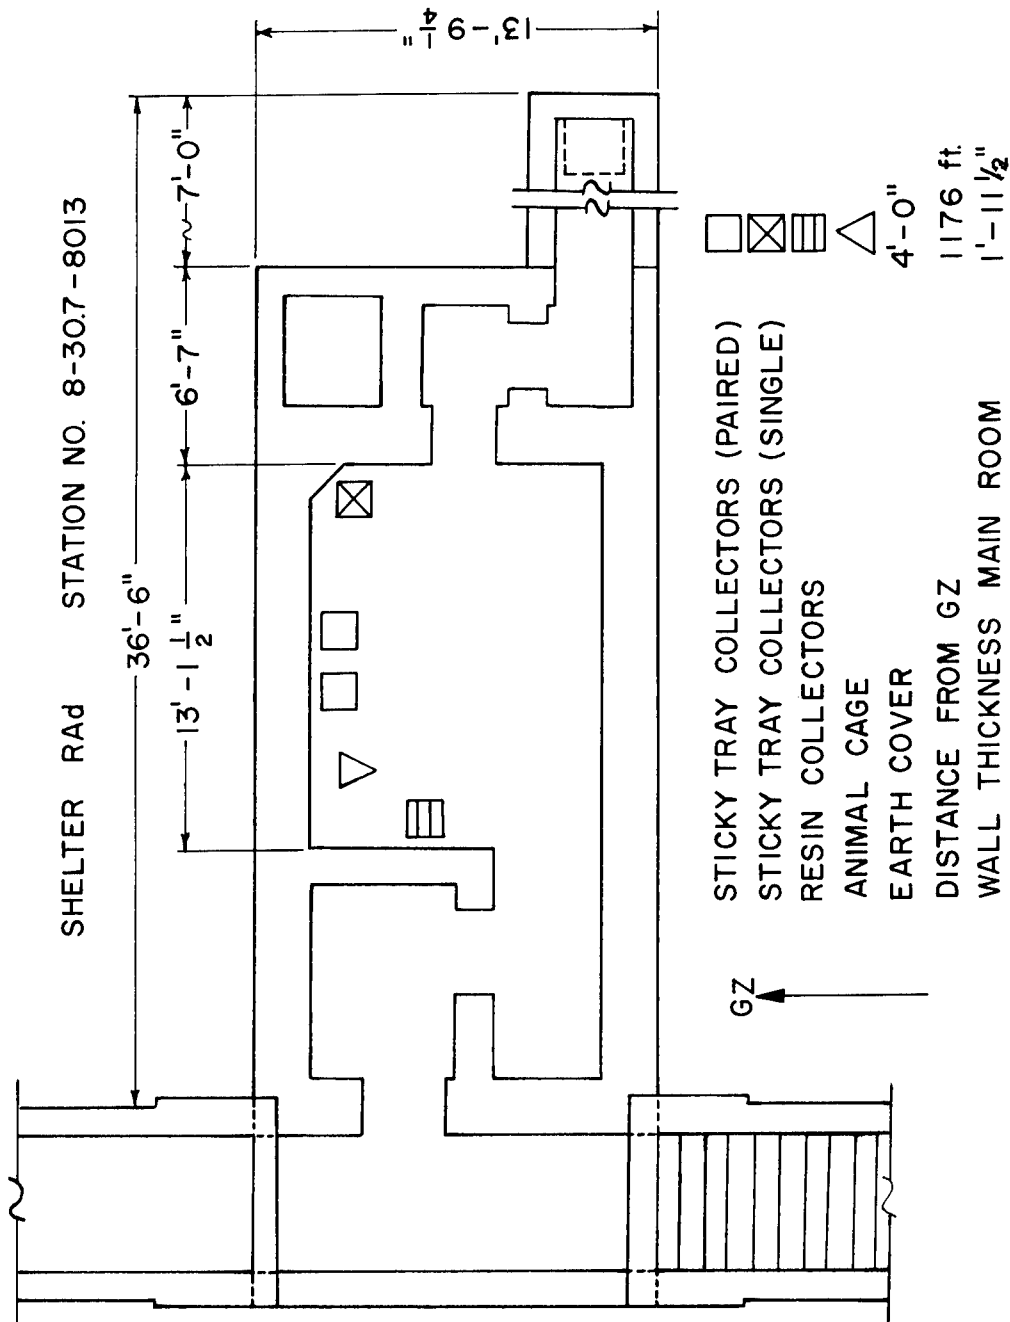 SHELTER RAd STATION NO. 8-30.7-8013
36'-6"
13'-1 1/2"
6'-7"
~7'-0"
13'-9 1/4"
GZ
STICKY TRAY COLLECTORS (PAIRED)
STICKY TRAY COLLECTORS (SINGLE)
RESIN COLLECTORS
ANIMAL CAGE
EARTH COVER 4'-0"
DISTANCE FROM GZ 1176 ft.
WALL THICKNESS MAIN ROOM 1'-11 1/2"